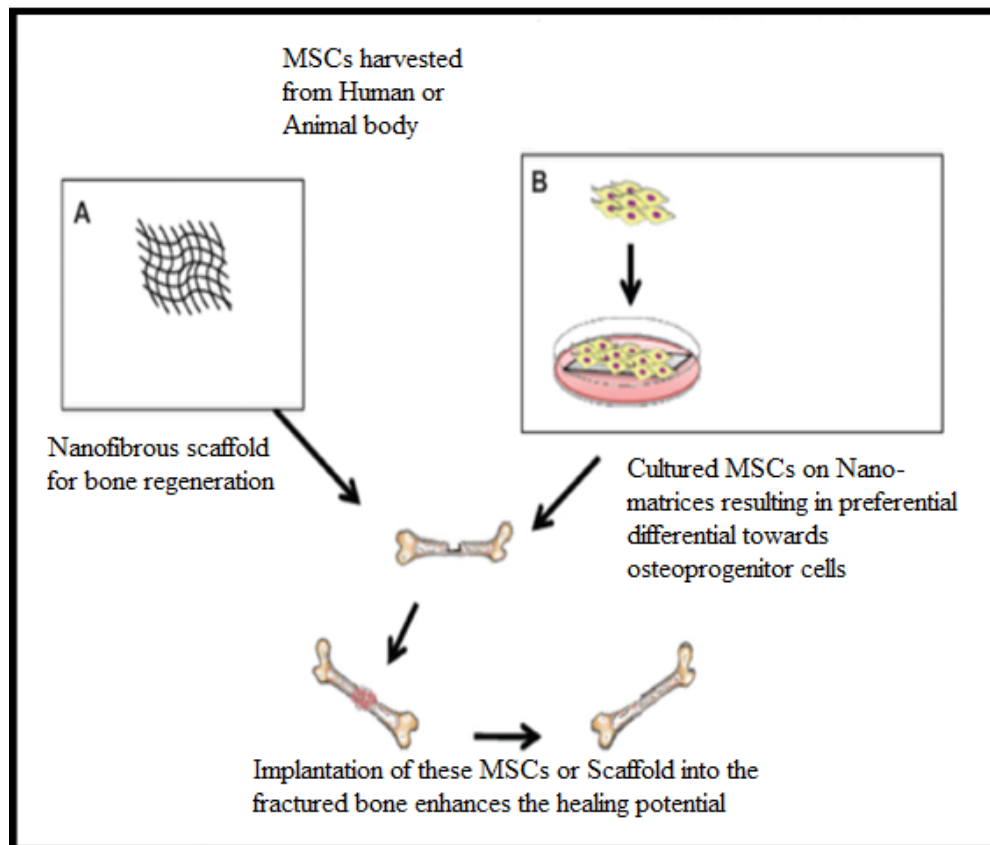 MSCs harvested
from Human or
Animal body
A
B
Nanofibrous scaffold
for bone regeneration
Cultured MSCs on Nano-
matrices resulting in preferential
differential towards
osteoprogenitor cells
Implantation of these MSCs or Scaffold into the
fractured bone enhances the healing potential